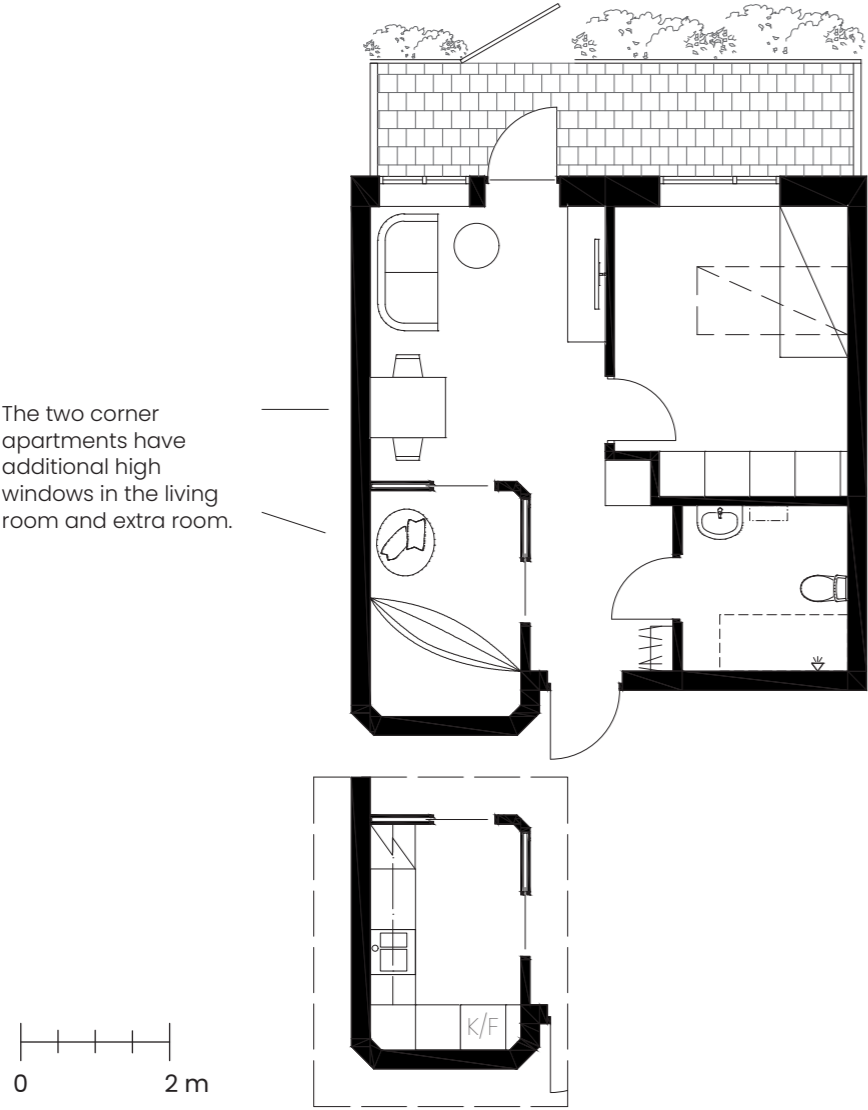 The two corner
apartments have
additional high
windows in the living
room and extra room.
K/F
0 2 m